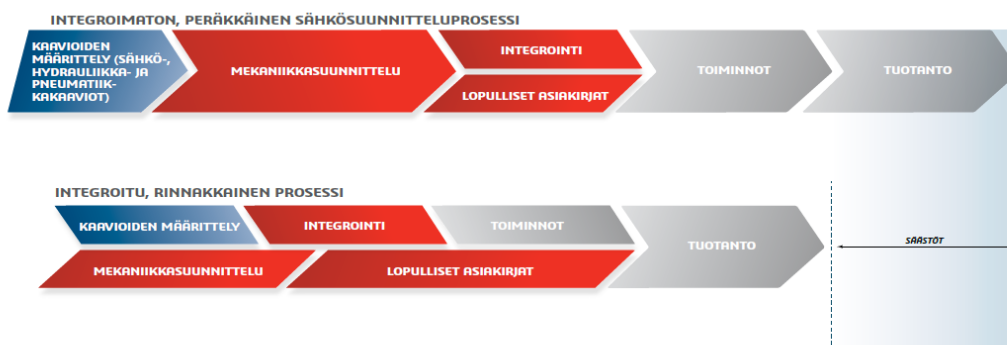 INTEGROIMATON, PERÄKKÄINEN SÄHKÖSUUNNITTELUPROSESSI
KAAVIOIDEN
MÄÄRITTELY (SÄHKÖ-,
HYDRAULIIKKA- JA
PNEUMATIIK-
KAKAAVIOT)
MEKANIIKKASUUNNITTELU
INTEGROINTI
LOPULLISET ASIAKIRJAT
TOIMINNOT
TUOTANTO
INTEGROITU, RINNAKKAINEN PROSESSI
KAAVIOIDEN MÄÄRITTELY
INTEGROINTI
TOIMINNOT
MEKANIIKKASUUNNITTELU
LOPULLISET ASIAKIRJAT
TUOTANTO
SÄÄSTÖT